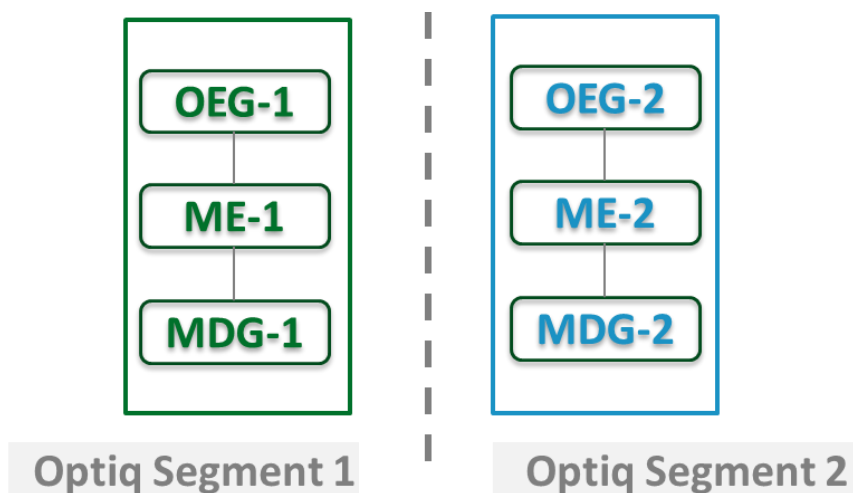 OEG-1
ME-1
MDG-1
Optiq Segment 1
OEG-2
ME-2
MDG-2
Optiq Segment 2